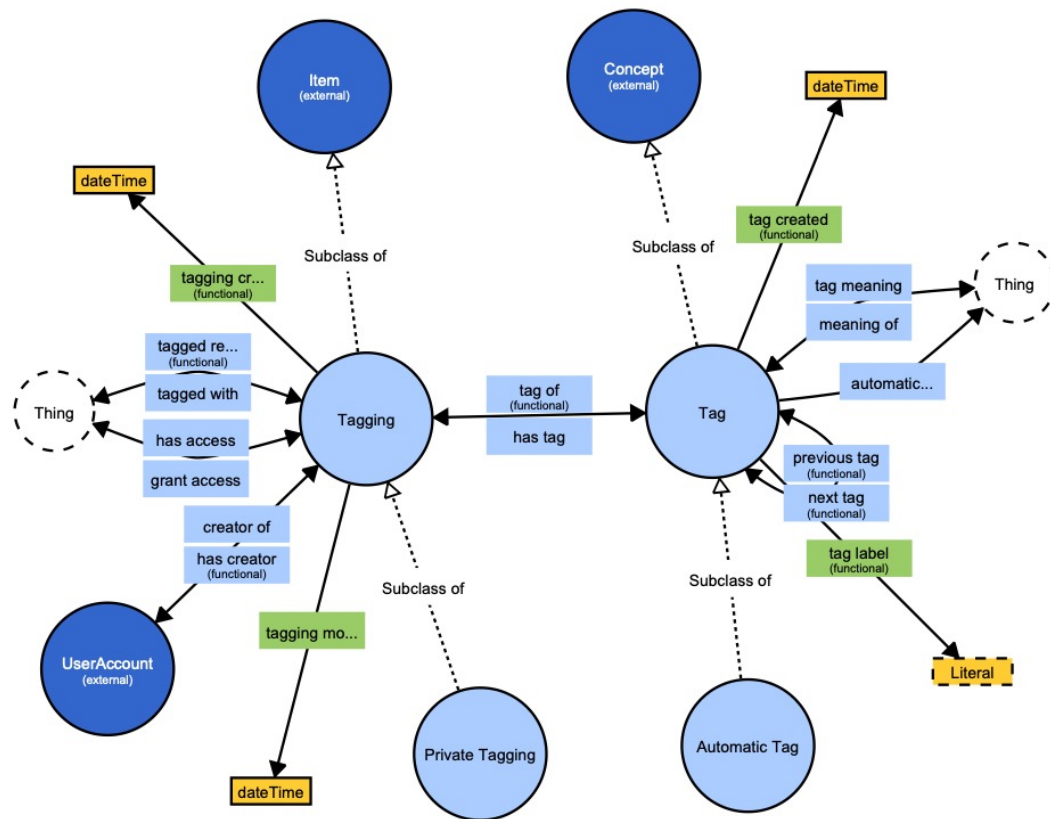 Item
(external)
Concept
(external)
dateTime
dateTime
Subclass of
Subclass of
tag created
(functional)
tagging cr...
(functional)
tag meaning
meaning of
Thing
tagged re...
(functional)
tagged with
Thing
has access
grant access
Tagging
tag of
(functional)
has tag
Tag
automatic...
previous tag
(functional)
next tag
(functional)
creator of
has creator
(functional)
tag label
(functional)
Subclass of
Subclass of
tagging mo...
UserAccount
(external)
Literal
Private Tagging
Automatic Tag
dateTime